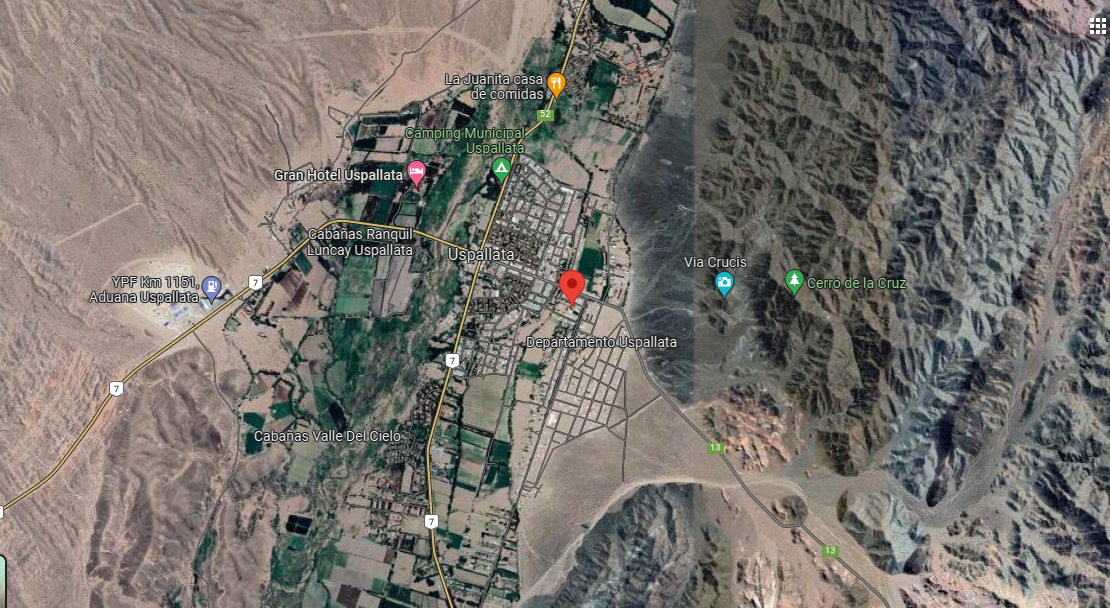 La Juanita casa
de comidas
52
Camping Municipal
Uspallata
Gran Hotel Uspallata
Cabañas Ranquil
Luncay Uspallata
Uspallata
Via Crucis
YPF Km 1151,
Aduana Uspallata
7
Cerro de la Cruz
Departamento Uspallata
7
7
Cabañas Valle Del Cielo
13
7
13